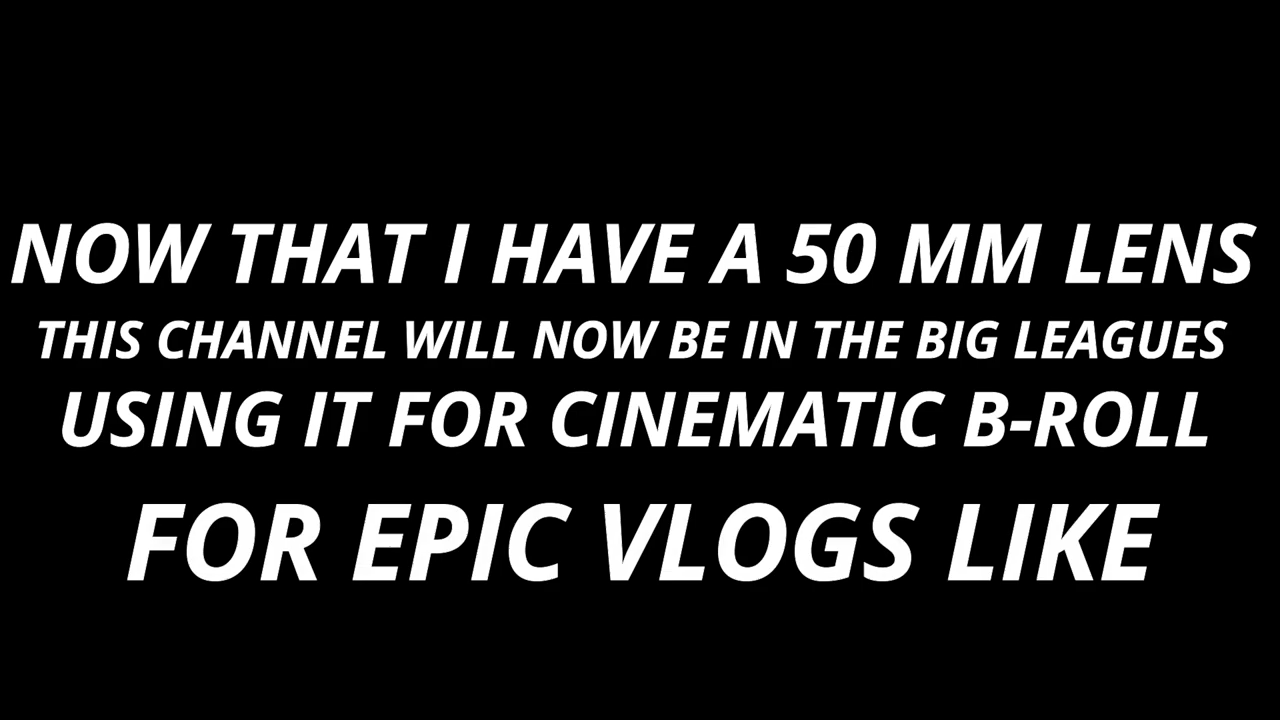 NOW THAT I HAVE A 50 MM LENS
THIS CHANNEL WILL NOW BE IN THE BIG LEAGUES
USING IT FOR CINEMATIC B-ROLL
FOR EPIC VLOGS LIKE